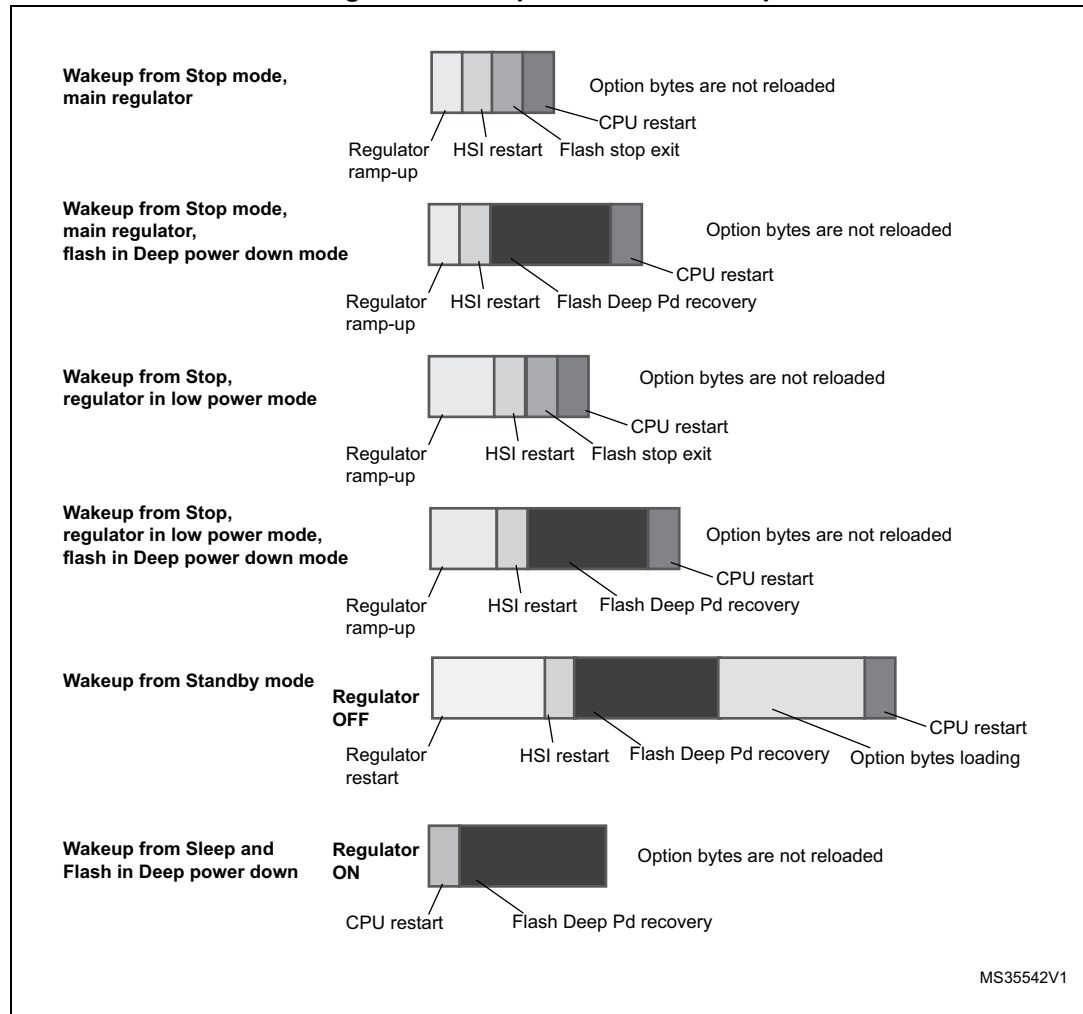 Wakeup from Stop mode,
main regulator
Option bytes are not reloaded
CPU restart
Regulator
ramp-up
HSI restart
Flash stop exit
Wakeup from Stop mode,
main regulator,
flash in Deep power down mode
Option bytes are not reloaded
CPU restart
Regulator
ramp-up
HSI restart
Flash Deep Pd recovery
Wakeup from Stop,
regulator in low power mode
Option bytes are not reloaded
CPU restart
Regulator
ramp-up
HSI restart
Flash stop exit
Wakeup from Stop,
regulator in low power mode,
flash in Deep power down mode
Option bytes are not reloaded
CPU restart
Regulator
ramp-up
HSI restart
Flash Deep Pd recovery
Wakeup from Standby mode
Regulator
OFF
CPU restart
Regulator
restart
HSI restart
Flash Deep Pd recovery
Option bytes loading
Wakeup from Sleep and
Flash in Deep power down
Regulator
ON
Option bytes are not reloaded
CPU restart
Flash Deep Pd recovery
MS35542V1